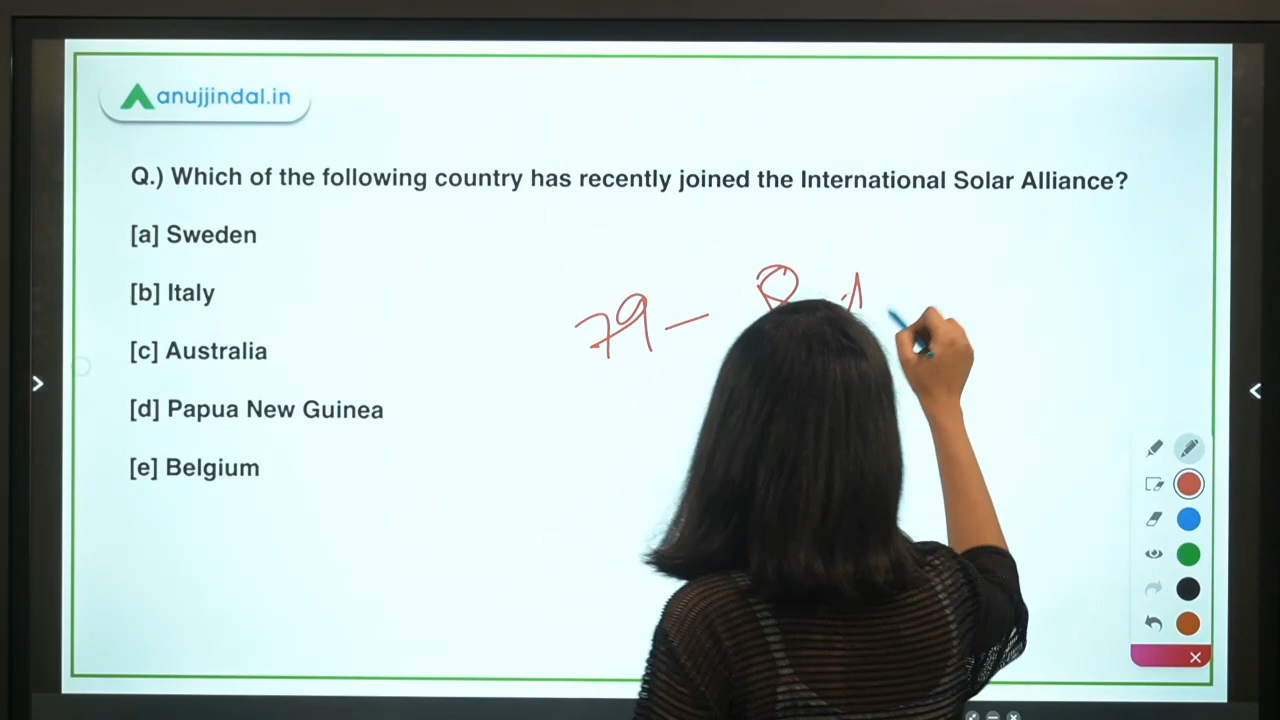 anujjindal.in
Q.) Which of the following country has recently joined the International Solar Alliance?
[a] Sweden
[b] Italy
[c] Australia
[d] Papua New Guinea
[e] Belgium
79 –